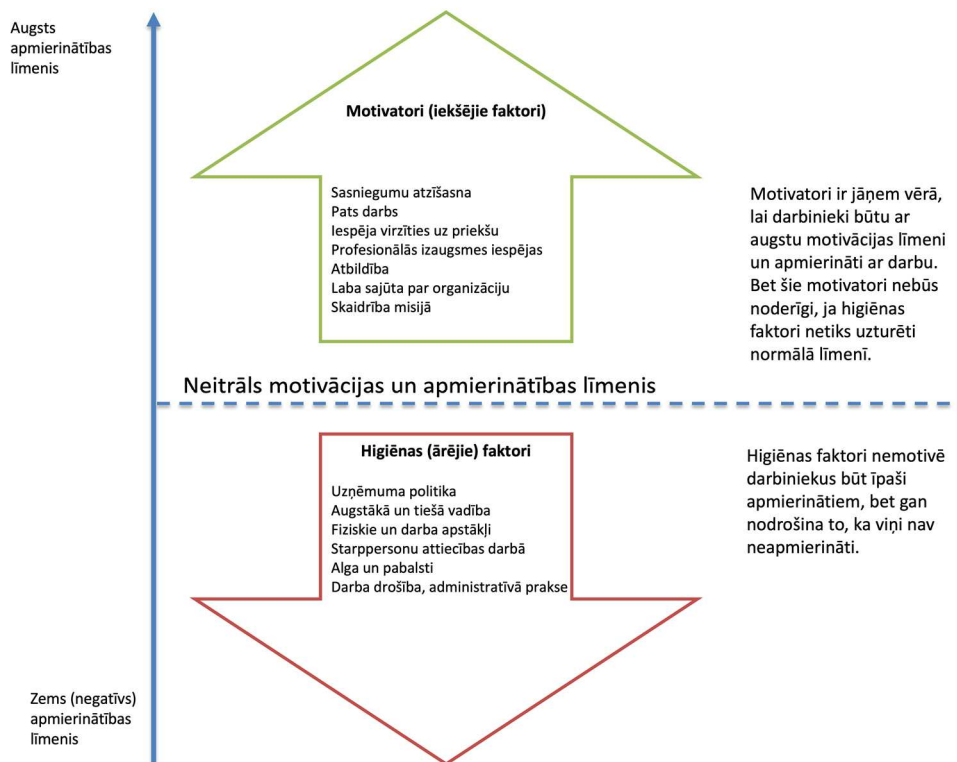 Augsts
apmierinātības
līmenis
Motivatori (iekšējie faktori)
Sasniegumu atzīšasna
Pats darbs
Iespēja virzīties uz priekšu
Profesionālās izaugsmes iespējas
Atbildība
Laba sajūta par organizāciju
Skaidrība misijā
Motivatori ir jāņem vērā,
lai darbinieki būtu ar
augstu motivācijas līmeni
un apmierināti ar darbu.
Bet šie motivatori nebūs
noderīgi, ja higiēnas
faktori netiks uzturēti
normālā līmenī.
Neitrāls motivācijas un apmierinātības līmenis
Higiēnas (ārējie) faktori
Uzņēmuma politika
Augstākā un tiešā vadība
Fiziskie un darba apstākļi
Starppersonu attiecības darbā
Alga un pabalsti
Darba drošība, administratīvā prakse
Higiēnas faktori nemotivē
darbiniekus būt īpaši
apmierinātiem, bet gan
nodrošina to, ka viņi nav
neapmierināti.
Zems (negatīvs)
apmierinātības
līmenis